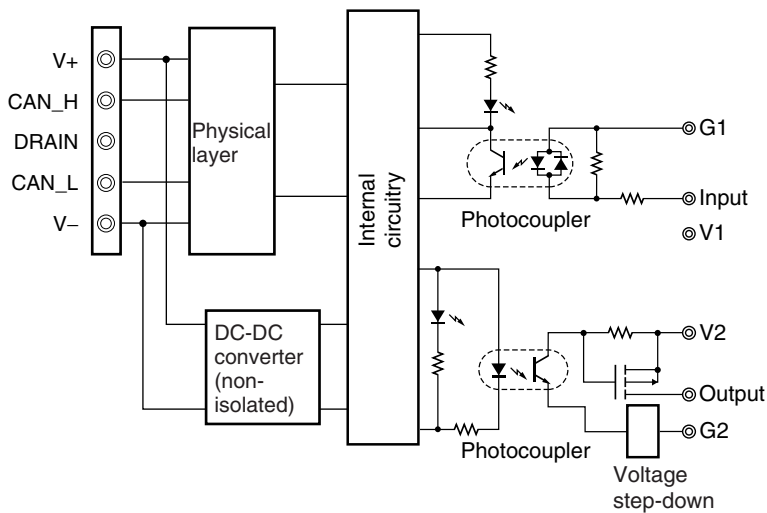 V+
CAN_H
DRAIN
CAN_L
V–
Physical
layer
DC-DC
converter
(non-
isolated)
Internal
circuitry
Photocoupler
G1
Input
V1
Photocoupler
V2
Output
G2
Voltage
step-down